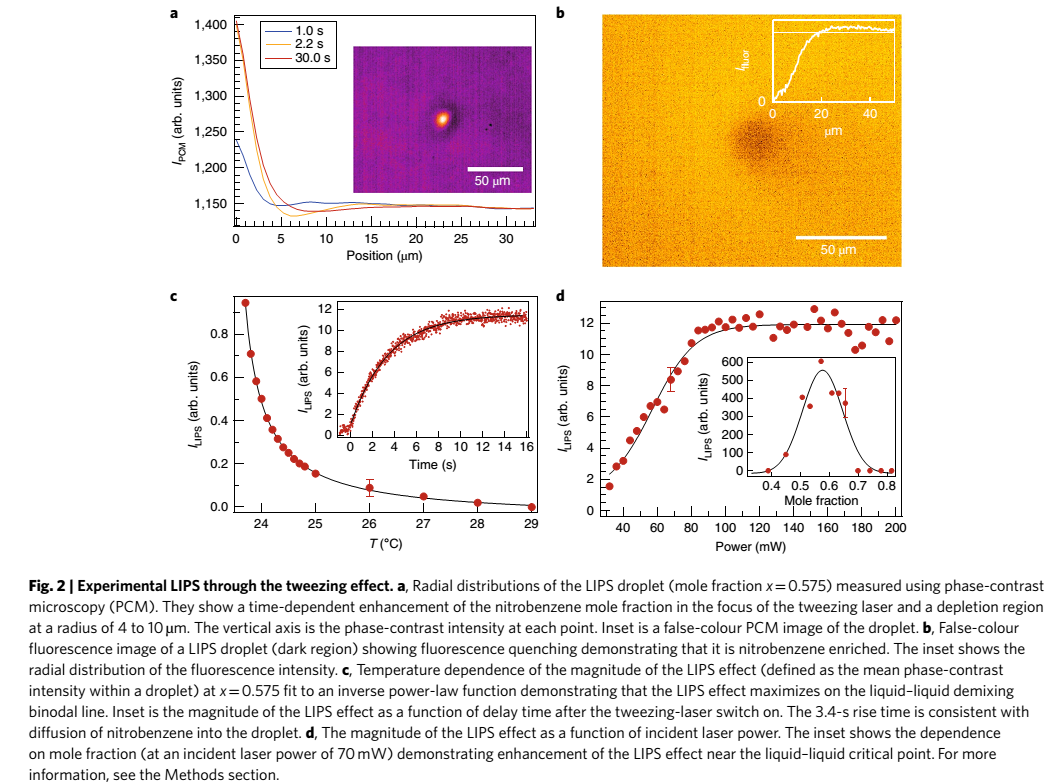 a
1,400
1,350
1,300
1,250
1,200
1,150
I_PCM (arb. units)
1.0 s
2.2 s
30.0 s
50 μm
0 5 10 15 20 25 30
Position (μm)
b
I_fluor
0
0 20 40
μm
50 μm
c
0.8
0.6
0.4
0.2
0.0
I_LIPS (arb. units)
24 25 26 27 28 29
T (°C)
12
10
8
6
4
2
0
I_LIPS (arb. units)
0 2 4 6 8 10 12 14 16
Time (s)
d
12
10
8
6
4
2
0
I_LIPS (arb. units)
40 60 80 100 120 140 160 180 200
Power (mW)
600
500
400
300
200
100
0
I_LIPS (arb. units)
0.4 0.5 0.6 0.7 0.8
Mole fraction
Fig. 2 | Experimental LIPS through the tweezing effect. a, Radial distributions of the LIPS droplet (mole fraction x = 0.575) measured using phase-contrast
microscopy (PCM). They show a time-dependent enhancement of the nitrobenzene mole fraction in the focus of the tweezing laser and a depletion region
at a radius of 4 to 10 μm. The vertical axis is the phase-contrast intensity at each point. Inset is a false-colour PCM image of the droplet. b, False-colour
fluorescence image of a LIPS droplet (dark region) showing fluorescence quenching demonstrating that it is nitrobenzene enriched. The inset shows the
radial distribution of the fluorescence intensity. c, Temperature dependence of the magnitude of the LIPS effect (defined as the mean phase-contrast
intensity within a droplet) at x = 0.575 fit to an inverse power-law function demonstrating that the LIPS effect maximizes on the liquid–liquid demixing
binodal line. Inset is the magnitude of the LIPS effect as a function of delay time after the tweezing-laser switch on. The 3.4-s rise time is consistent with
diffusion of nitrobenzene into the droplet. d, The magnitude of the LIPS effect as a function of incident laser power. The inset shows the dependence
on mole fraction (at an incident laser power of 70 mW) demonstrating enhancement of the LIPS effect near the liquid–liquid critical point. For more
information, see the Methods section.